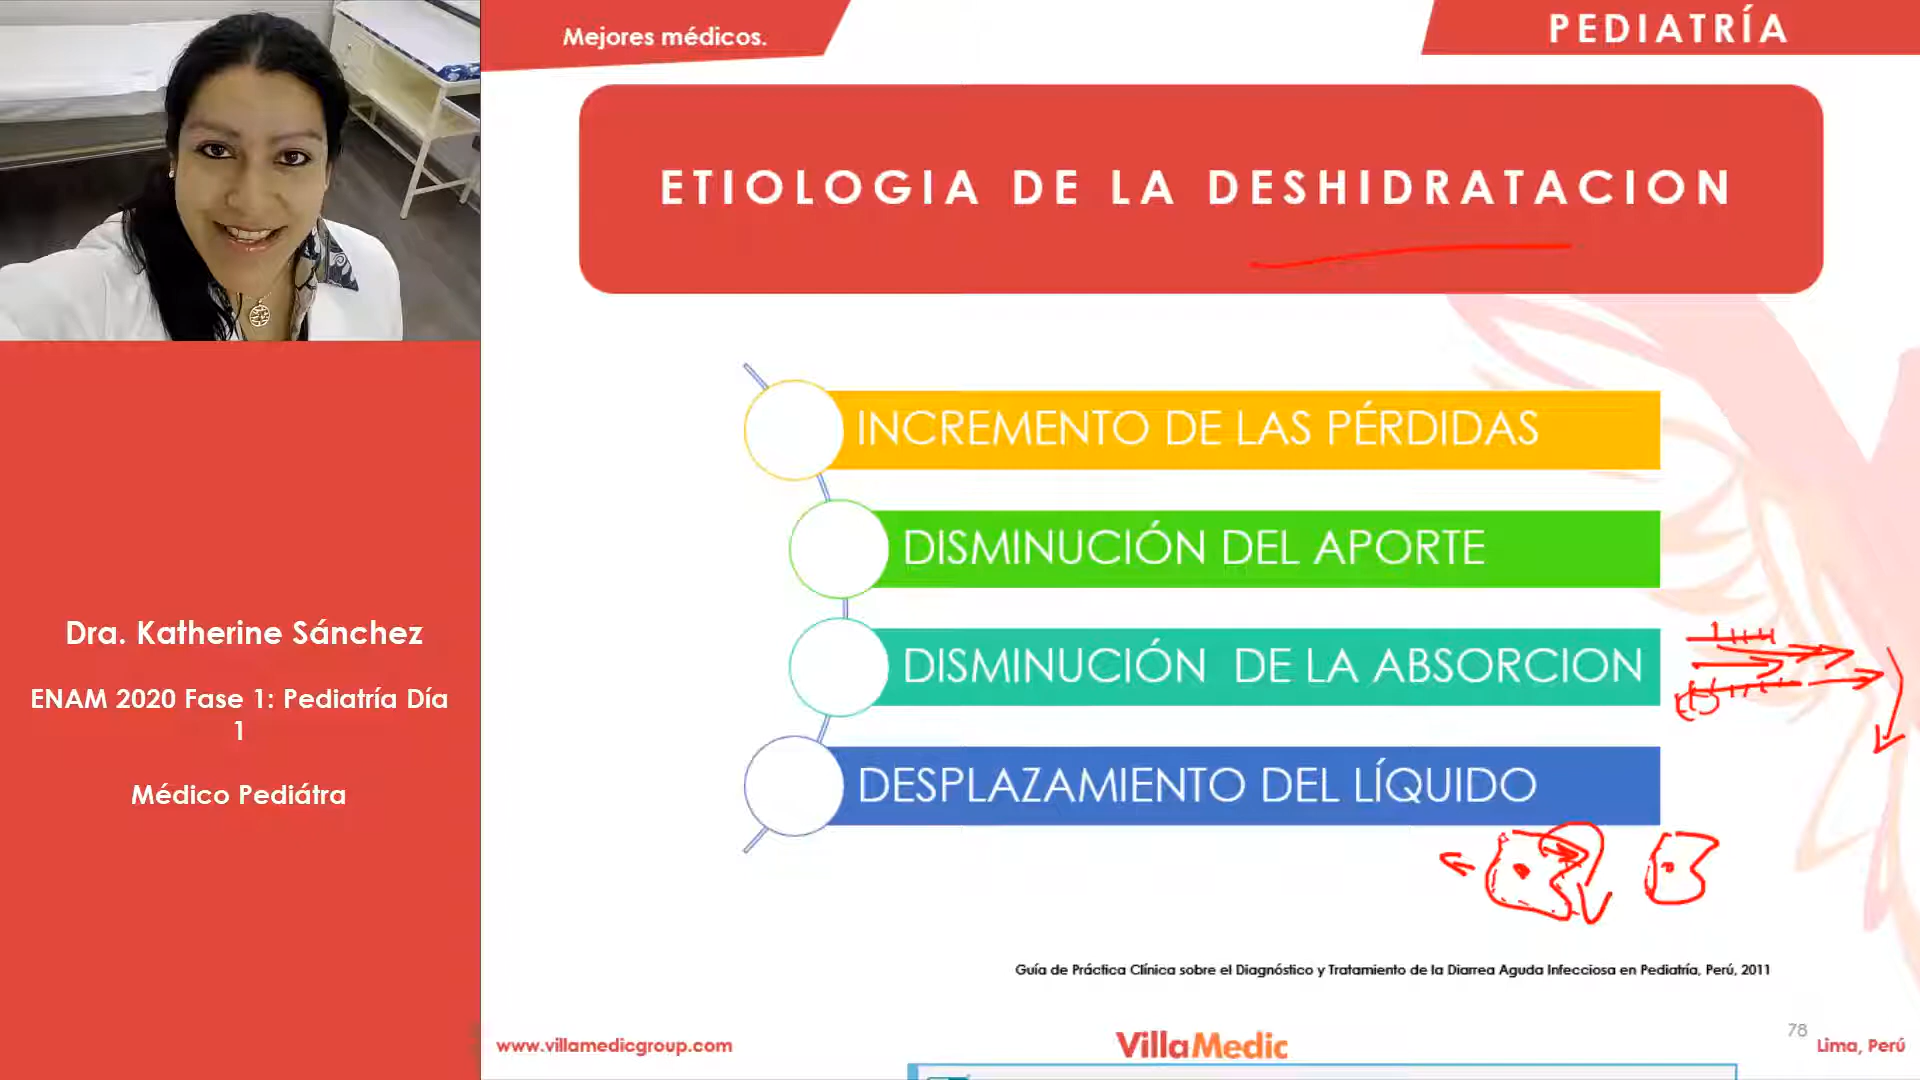 Mejores médicos.
PEDIATRÍA
ETIOLOGIA DE LA DESHIDRATACION
INCREMENTO DE LAS PÉRDIDAS
DISMINUCIÓN DEL APORTE
DISMINUCIÓN DE LA ABSORCION
DESPLAZAMIENTO DEL LÍQUIDO
Dra. Katherine Sánchez
ENAM 2020 Fase 1: Pediatría Día
1
Médico Pediátra
Guía de Práctica Clínica sobre el Diagnóstico y Tratamiento de la Diarrea Aguda Infecciosa en Pediatría, Perú, 2011
www.villamedicgroup.com
VillaMedic
78
Lima, Perú